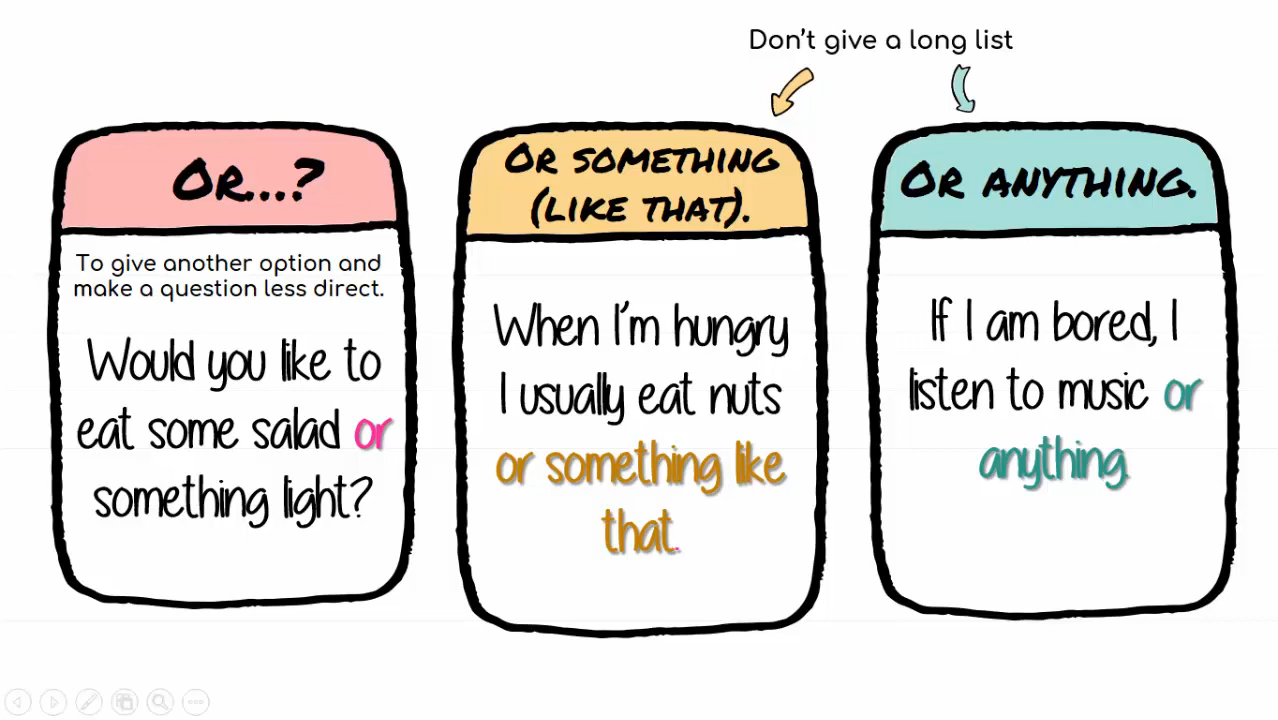 Don't give a long list
Or...?
To give another option and
make a question less direct.
Would you like to
eat some salad or
something light?
Or something
(like that).
When I'm hungry
I usually eat nuts
or something like
that.
Or anything.
If I am bored, I
listen to music or
anything.